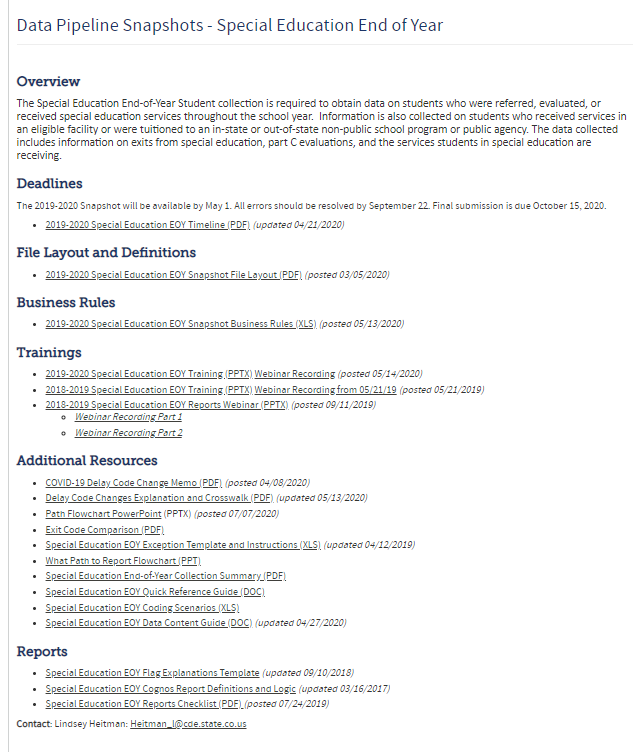 Data Pipeline Snapshots - Special Education End of Year
Overview
The Special Education End-of-Year Student collection is required to obtain data on students who were referred, evaluated, or
received special education services throughout the school year.  Information is also collected on students who received services in
an eligible facility or were tuitioned to an in-state or out-of-state non-public school program or public agency. The data collected
includes information on exits from special education, part C evaluations, and the services students in special education are
receiving.
Deadlines
The 2019-2020 Snapshot will be available by May 1. All errors should be resolved by September 22. Final submission is due October 15, 2020.
• 2019-2020 Special Education EOY Timeline (PDF) (updated 04/21/2020)
File Layout and Definitions
• 2019-2020 Special Education EOY Snapshot File Layout (PDF) (posted 03/05/2020)
Business Rules
• 2019-2020 Special Education EOY Snapshot Business Rules (XLS) (posted 05/13/2020)
Trainings
• 2019-2020 Special Education EOY Training (PPTX) Webinar Recording (posted 05/14/2020)
• 2018-2019 Special Education EOY Training (PPTX) Webinar Recording from 05/21/19 (posted 05/21/2019)
• 2018-2019 Special Education EOY Reports Webinar (PPTX) (posted 09/11/2019)
○ Webinar Recording Part 1
○ Webinar Recording Part 2
Additional Resources
• COVID-19 Delay Code Change Memo (PDF) (posted 04/08/2020)
• Delay Code Changes Explanation and Crosswalk (PDF) (updated 05/13/2020)
• Path Flowchart PowerPoint (PPTX) (posted 07/07/2020)
• Exit Code Comparison (PDF)
• Special Education EOY Exception Template and Instructions (XLS) (updated 04/12/2019)
• What Path to Report Flowchart (PPT)
• Special Education End-of-Year Collection Summary (PDF)
• Special Education EOY Quick Reference Guide (DOC)
• Special Education EOY Coding Scenarios (XLS)
• Special Education EOY Data Content Guide (DOC) (updated 04/27/2020)
Reports
• Special Education EOY Flag Explanations Template (updated 09/10/2018)
• Special Education EOY Cognos Report Definitions and Logic (updated 03/16/2017)
• Special Education EOY Reports Checklist (PDF) (posted 07/24/2019)
Contact: Lindsey Heitman: Heitman_l@cde.state.co.us